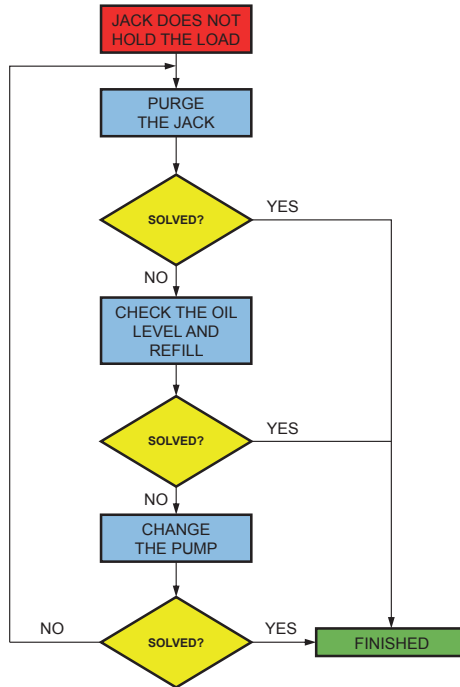 JACK DOES NOT
HOLD THE LOAD
PURGE
THE JACK
SOLVED?
YES
NO
CHECK THE OIL
LEVEL AND
REFILL
SOLVED?
YES
NO
CHANGE
THE PUMP
NO
SOLVED?
YES
FINISHED